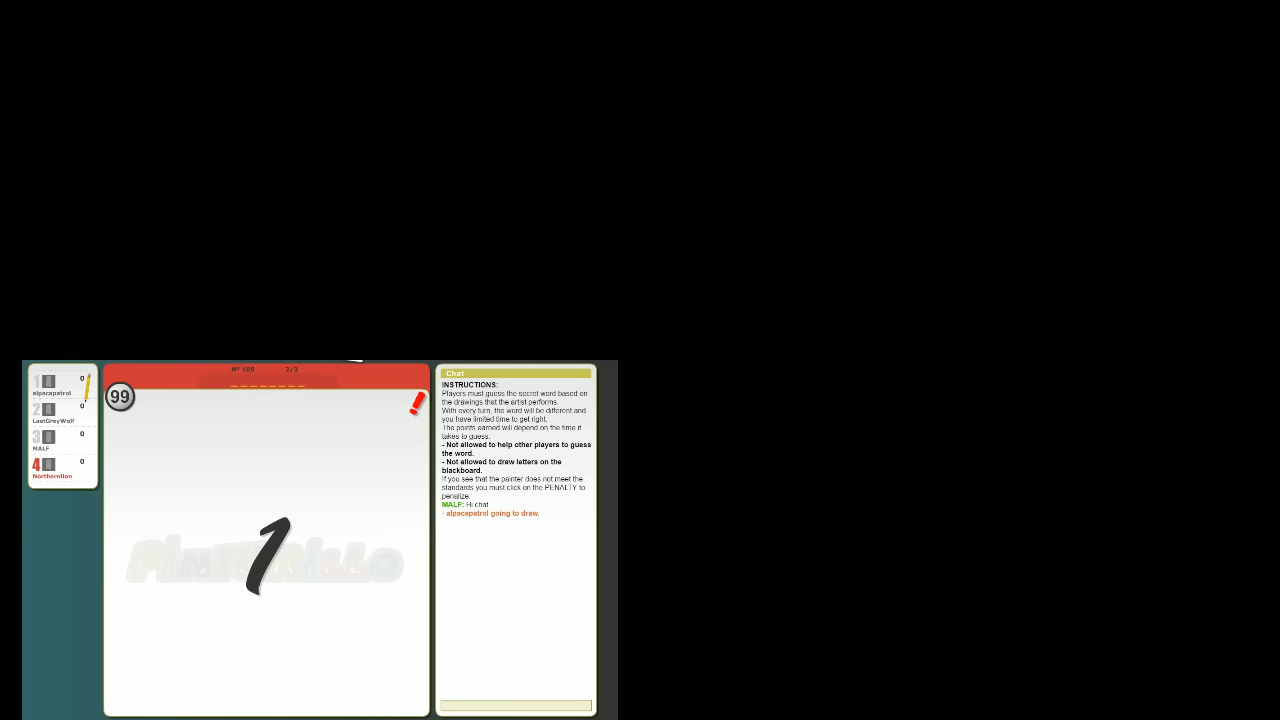 Nº 105 2/3
_ _ _ _ _ _ _ _
99
!
1
alpacapatrol
0
2
LastGreyWolf
0
3
MALF
0
4
Northernlion
0
PINTURILLO
1
Chat
INSTRUCTIONS:
Players must guess the secret word based on
the drawings that the artist performs.
With every turn, the word will be different and
you have limited time to get right.
The points earned will depend on the time it
takes to guess.
- Not allowed to help other players to guess
the word.
- Not allowed to draw letters on the
blackboard.
If you see that the painter does not meet the
standards you must click on the PENALTY to
penalize.
MALF: Hi chat
- alpacapatrol going to draw.